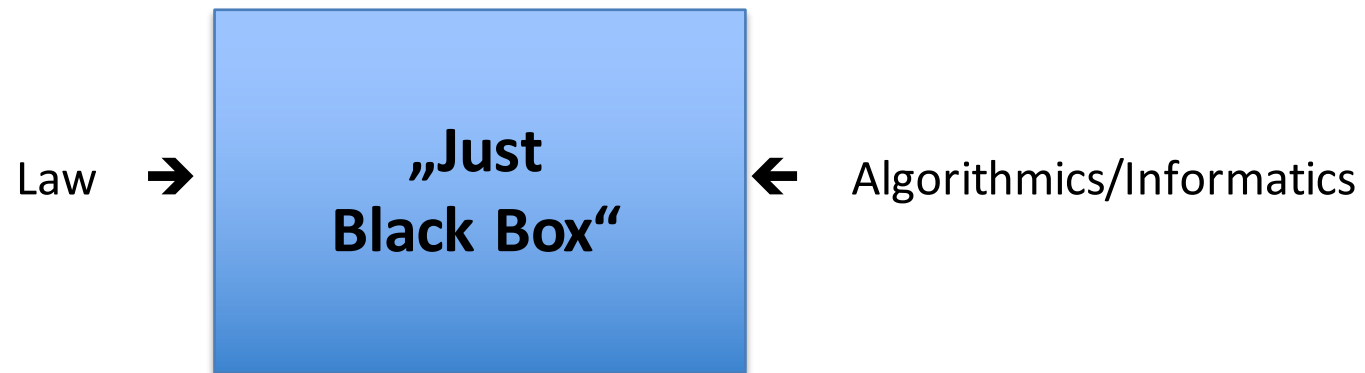 Law ➔
„Just
Black Box“
🡰 Algorithmics/Informatics